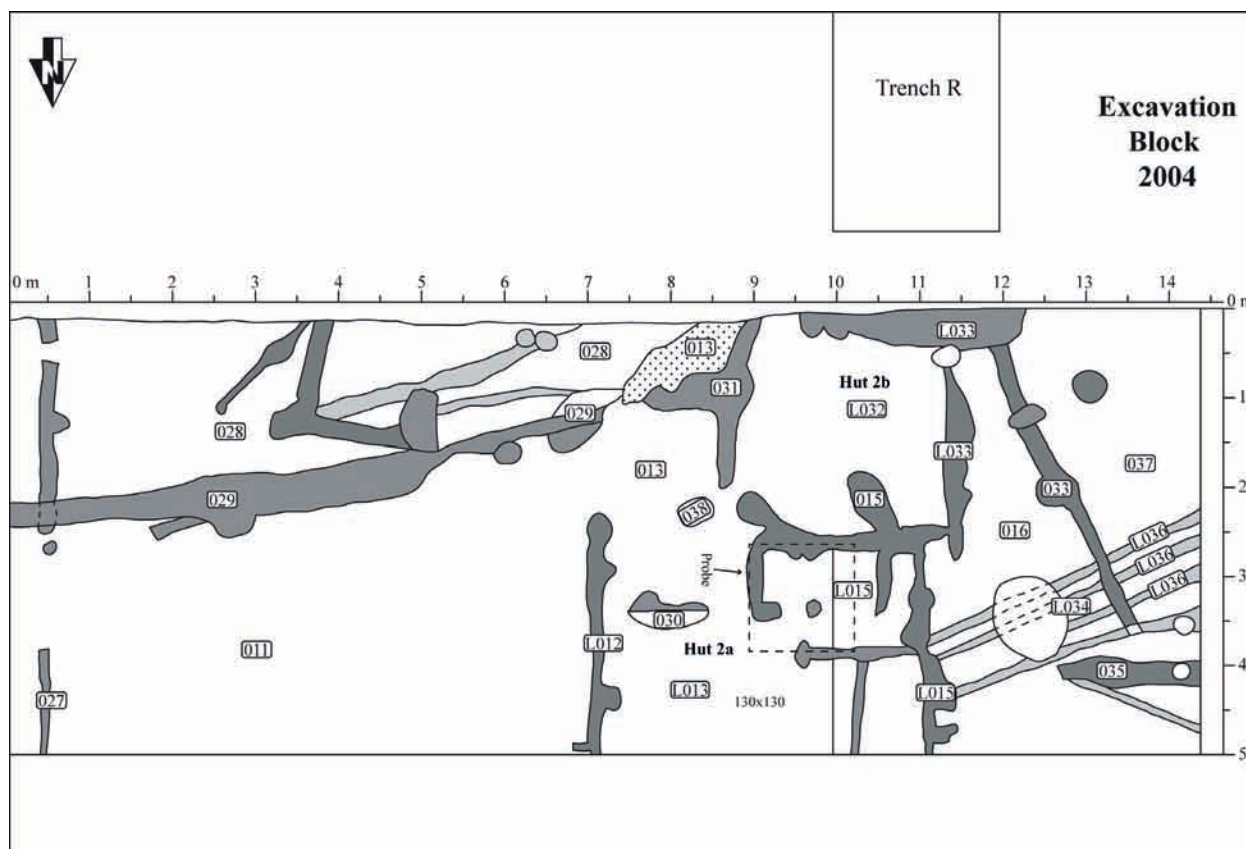 N
Trench R
Excavation
Block
2004
0 m 1 2 3 4 5 6 7 8 9 10 11 12 13 14
0 m
1
2
3
4
5
028
013
L033
031
Hut 2b
L032
029
028
013
L033
037
029
038
015
033
016
L036
L036
L036
Probe
L015
L034
030
L012
Hut 2a
011
035
L013
130x130
L015
027